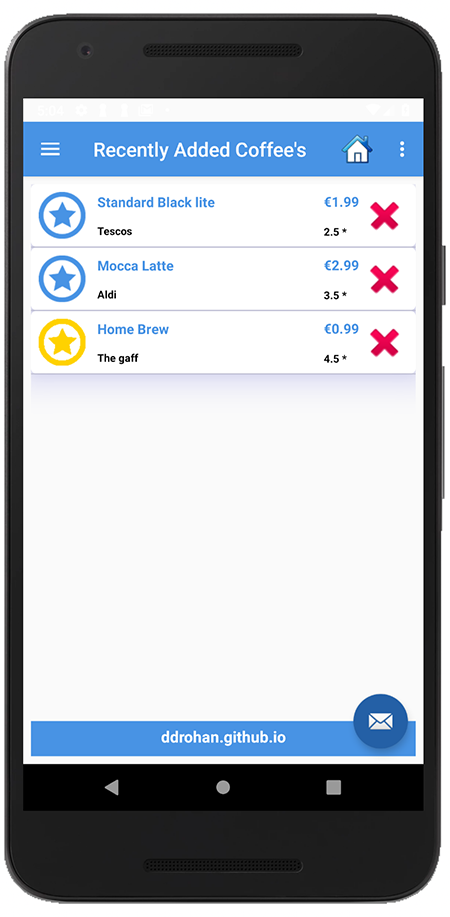 Recently Added Coffee's
Standard Black lite €1.99
Tescos 2.5 *
Mocca Latte €2.99
Aldi 3.5 *
Home Brew €0.99
The gaff 4.5 *
ddrohan.github.io